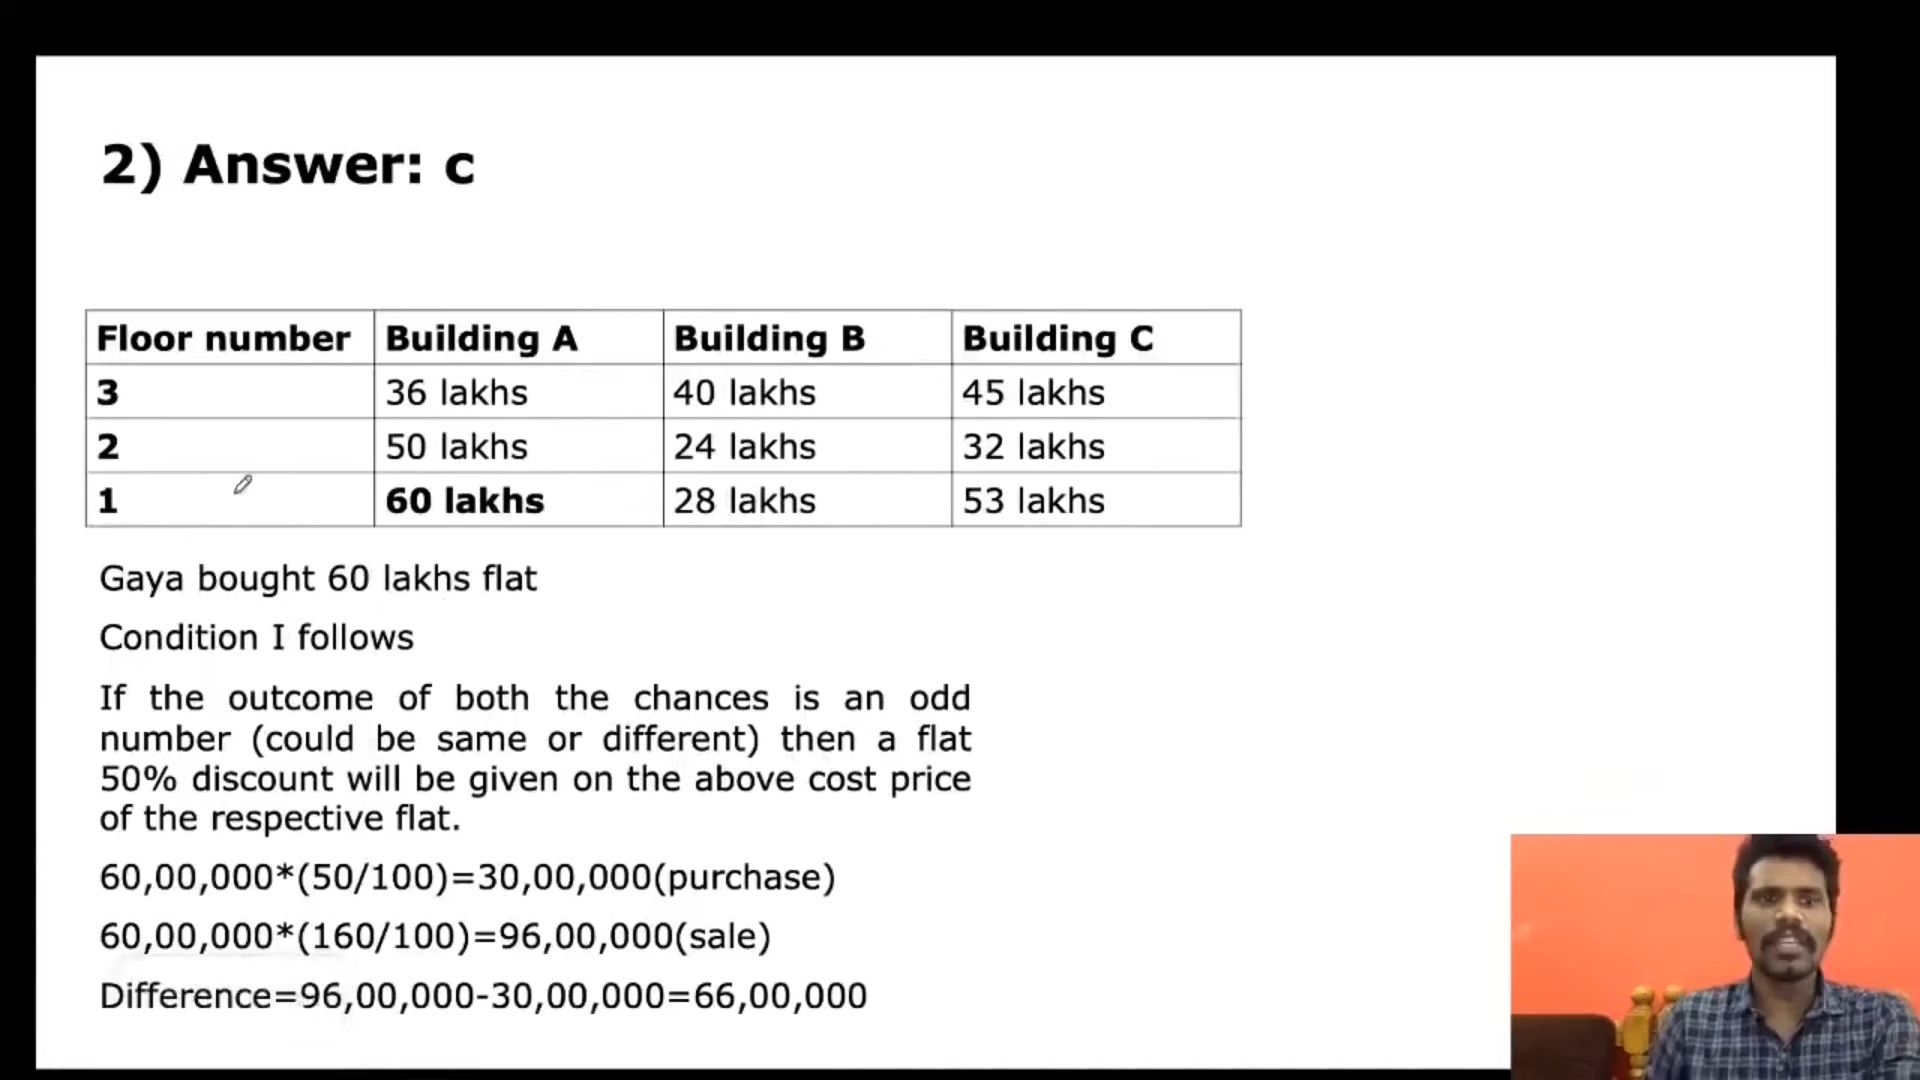 2) Answer: c
Floor number Building A Building B Building C
3 36 lakhs 40 lakhs 45 lakhs
2 50 lakhs 24 lakhs 32 lakhs
1 60 lakhs 28 lakhs 53 lakhs
Gaya bought 60 lakhs flat
Condition I follows
If the outcome of both the chances is an odd
number (could be same or different) then a flat
50% discount will be given on the above cost price
of the respective flat.
60,00,000*(50/100)=30,00,000(purchase)
60,00,000*(160/100)=96,00,000(sale)
Difference=96,00,000-30,00,000=66,00,000